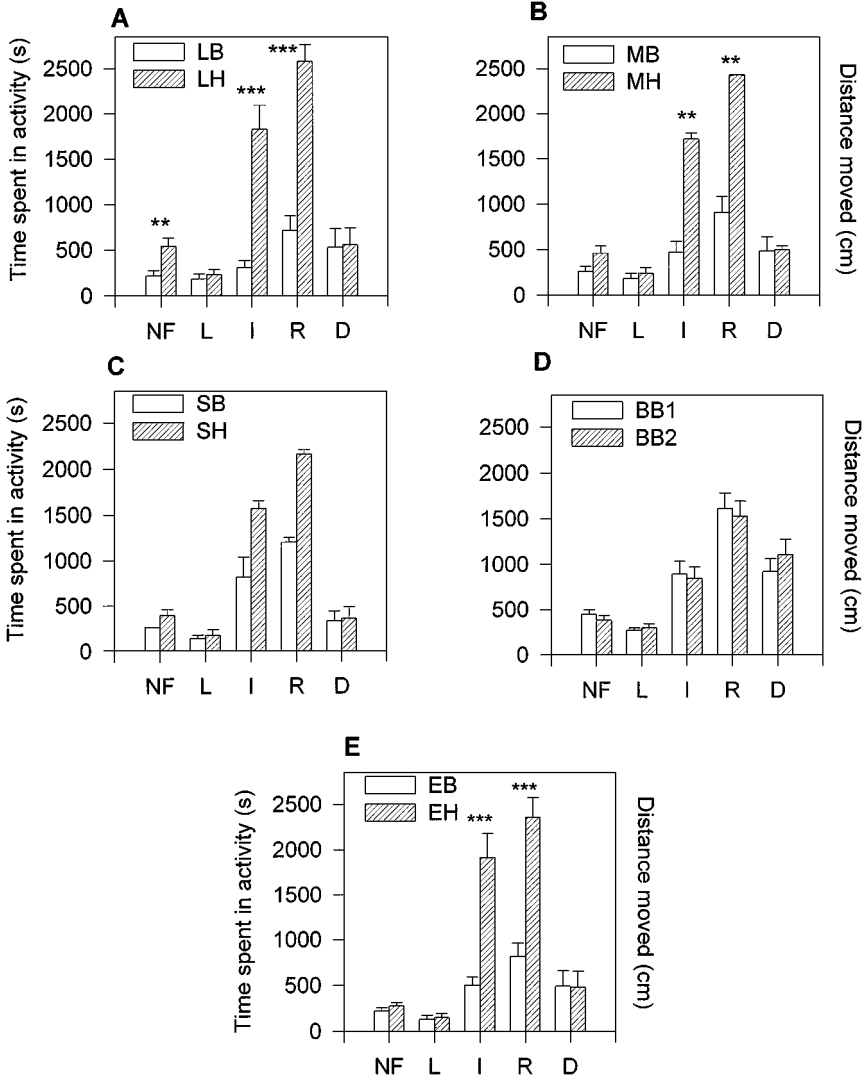 A
LB
LH
Time spent in activity (s)
2500
2000
1500
1000
500
0
**
***
***
NF L I R D
B
MB
MH
Distance moved (cm)
2500
2000
1500
1000
500
0
**
**
NF L I R D
C
SB
SH
Time spent in activity (s)
2500
2000
1500
1000
500
0
NF L I R D
D
BB1
BB2
Distance moved (cm)
2500
2000
1500
1000
500
0
NF L I R D
E
EB
EH
Time spent in activity (s)
Distance moved (cm)
2500
2000
1500
1000
500
0
***
***
NF L I R D